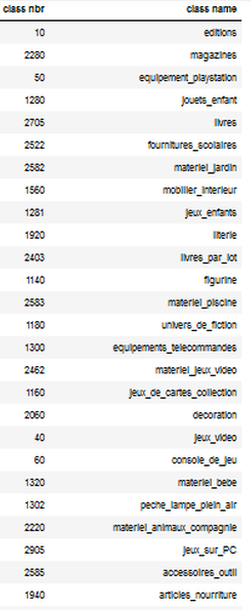 class nbr class name
10 editions
2280 magazines
50 equipement_playstation
1280 jouets_enfant
2705 livres
2522 fournitures_scolaires
2582 materiel_jardin
1560 mobilier_interieur
1281 jeux_enfants
1920 literie
2403 livres_par_lot
1140 figurine
2583 materiel_piscine
1180 univers_de_fiction
1300 equipements_telecommandes
2462 materiel_jeux_video
1160 jeux_de_cartes_collection
2060 decoration
40 jeux_video
60 console_de_jeu
1320 materiel_bebe
1302 peche_lampe_plein_air
2220 materiel_animaux_compagnie
2905 jeux_sur_PC
2585 accessoires_outil
1940 articles_nourriture